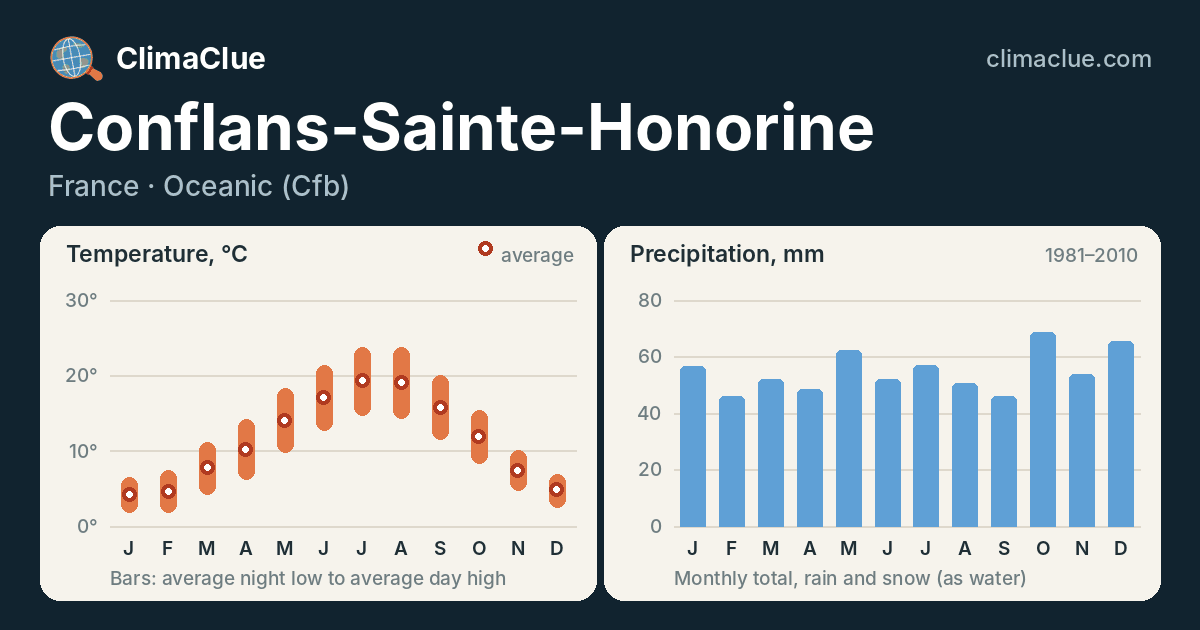 ClimaClue
climaclue.com
Conflans-Sainte-Honorine
France · Oceanic (Cfb)
Temperature, °C
average
30°
20°
10°
0°
J F M A M J J A S O N D
Bars: average night low to average day high
Precipitation, mm
1981–2010
80
60
40
20
0
J F M A M J J A S O N D
Monthly total, rain and snow (as water)